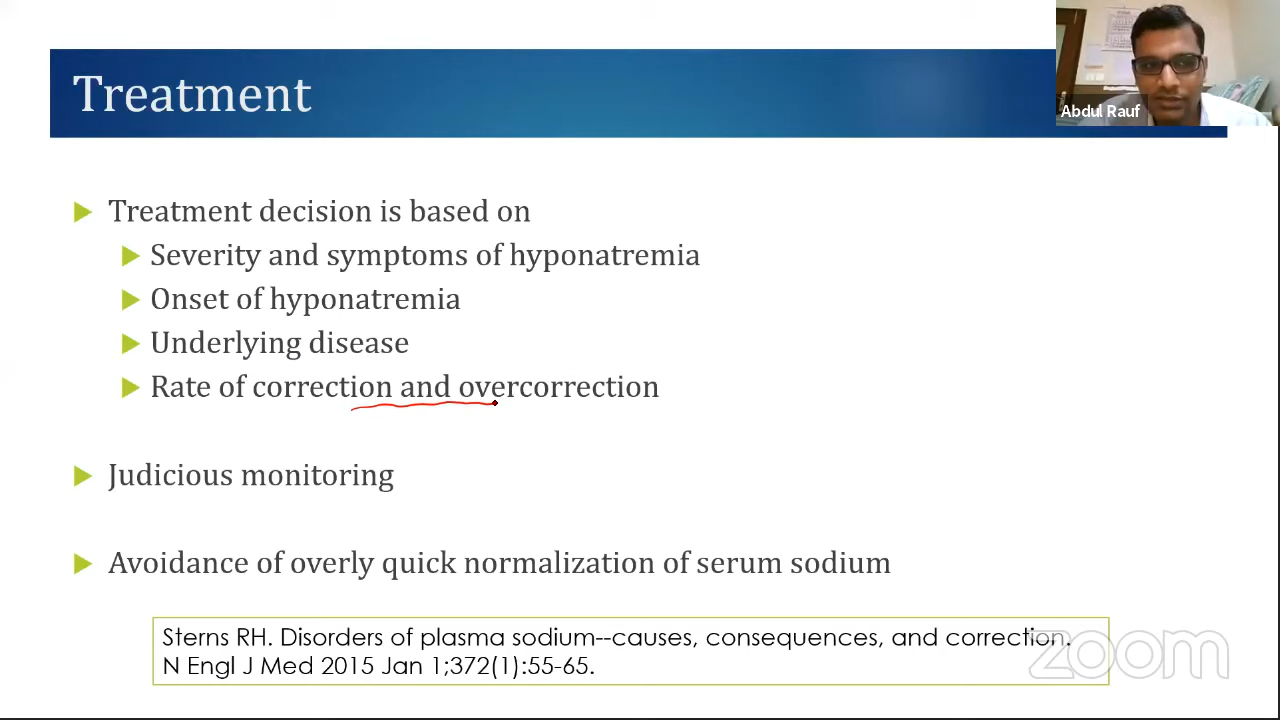 Treatment
Abdul Rauf
Treatment decision is based on
Severity and symptoms of hyponatremia
Onset of hyponatremia
Underlying disease
Rate of correction and overcorrection
Judicious monitoring
Avoidance of overly quick normalization of serum sodium
Sterns RH. Disorders of plasma sodium--causes, consequences, and correction.
N Engl J Med 2015 Jan 1;372(1):55-65.
zoom